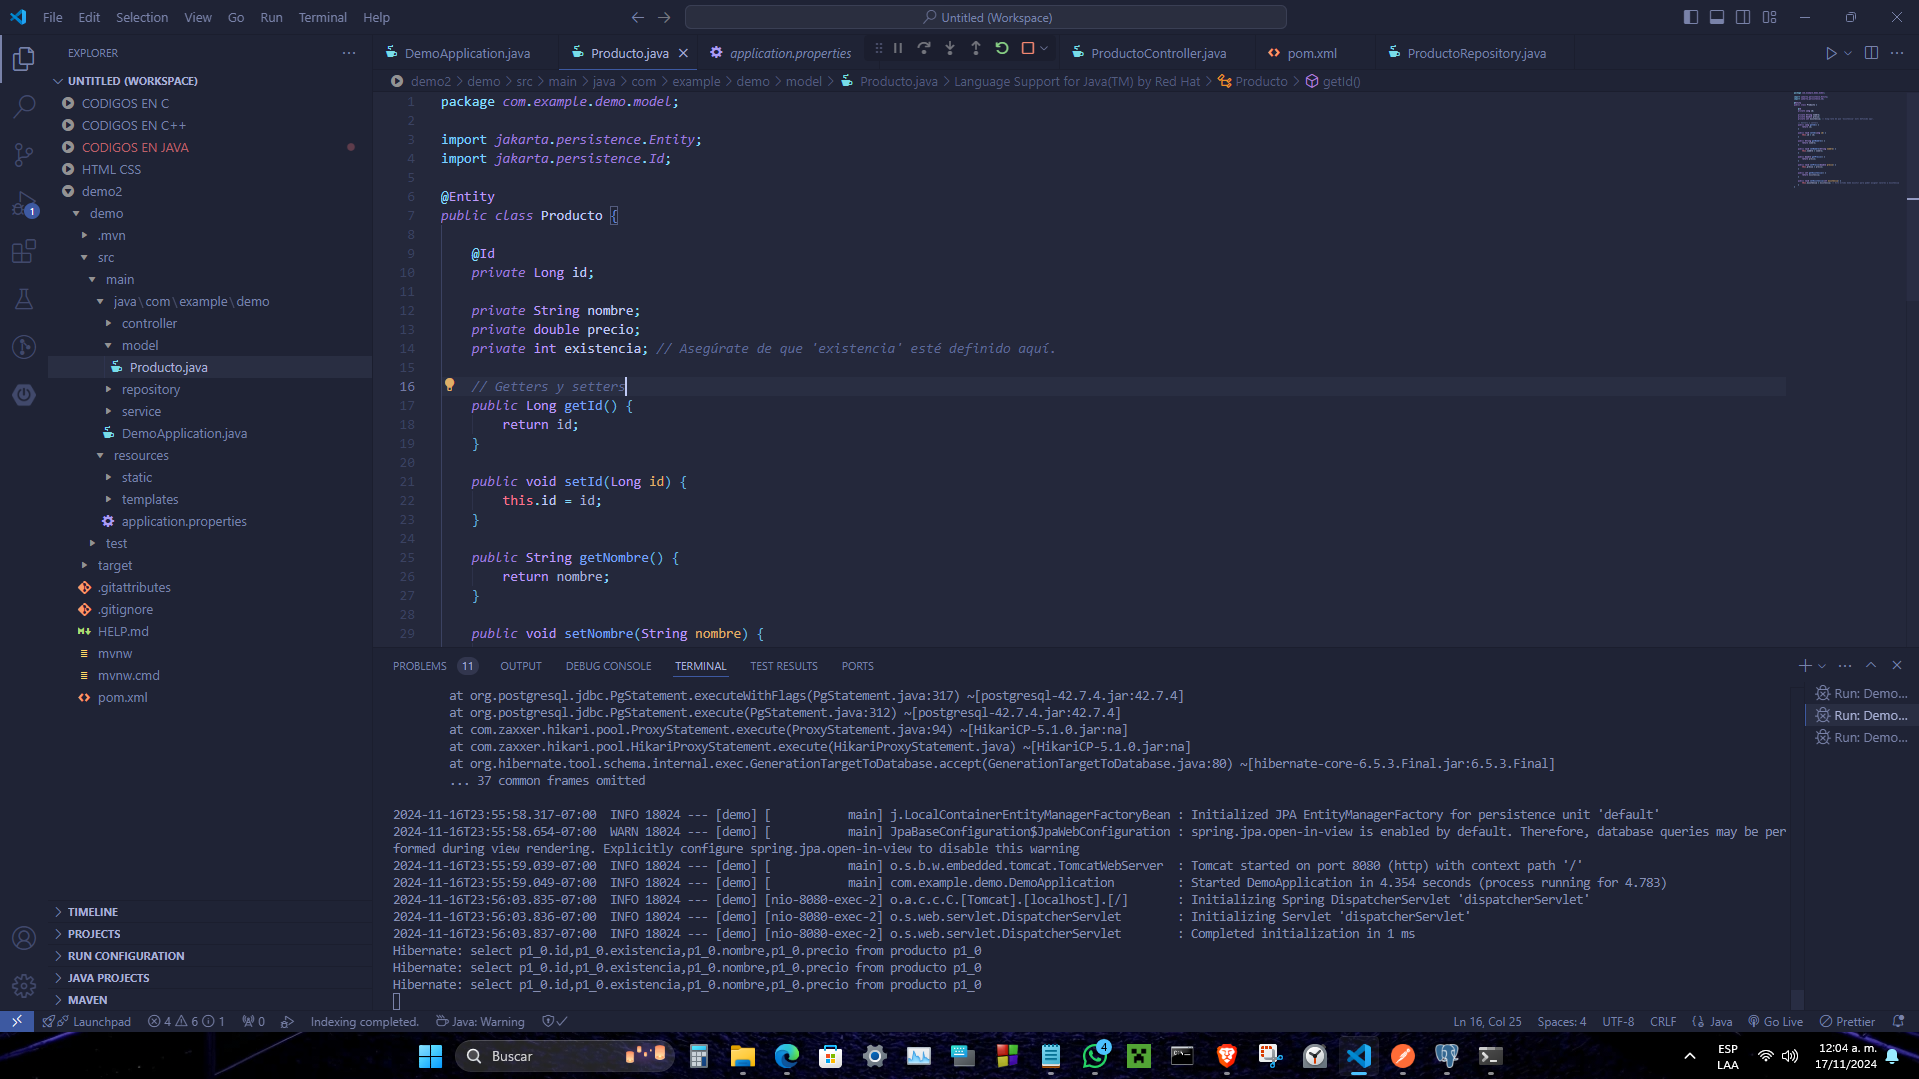 File Edit Selection View Go Run Terminal Help
Untitled (Workspace)
EXPLORER
UNTITLED (WORKSPACE)
CODIGOS EN C
CODIGOS EN C++
CODIGOS EN JAVA
HTML CSS
demo2
demo
.mvn
src
main
java\com\example\demo
controller
model
Producto.java
repository
service
DemoApplication.java
resources
static
templates
application.properties
test
target
.gitattributes
.gitignore
HELP.md
mvnw
mvnw.cmd
pom.xml
TIMELINE
PROJECTS
RUN CONFIGURATION
JAVA PROJECTS
MAVEN
1
DemoApplication.java Producto.java application.properties ProductoController.java pom.xml ProductoRepository.java
demo2 > demo > src > main > java > com > example > demo > model > Producto.java > Language Support for Java(TM) by Red Hat > Producto > getId()
1 package com.example.demo.model;
2
3 import jakarta.persistence.Entity;
4 import jakarta.persistence.Id;
5
6 @Entity
7 public class Producto {
8
9 @Id
10 private Long id;
11
12 private String nombre;
13 private double precio;
14 private int existencia; // Asegúrate de que 'existencia' esté definido aquí.
15
16 // Getters y setters
17 public Long getId() {
18 return id;
19 }
20
21 public void setId(Long id) {
22 this.id = id;
23 }
24
25 public String getNombre() {
26 return nombre;
27 }
28
29 public void setNombre(String nombre) {
PROBLEMS 11 OUTPUT DEBUG CONSOLE TERMINAL TEST RESULTS PORTS
at org.postgresql.jdbc.PgStatement.executeWithFlags(PgStatement.java:317) ~[postgresql-42.7.4.jar:42.7.4]
at org.postgresql.jdbc.PgStatement.execute(PgStatement.java:312) ~[postgresql-42.7.4.jar:42.7.4]
at com.zaxxer.hikari.pool.ProxyStatement.execute(ProxyStatement.java:94) ~[HikariCP-5.1.0.jar:na]
at com.zaxxer.hikari.pool.HikariProxyStatement.execute(HikariProxyStatement.java) ~[HikariCP-5.1.0.jar:na]
at org.hibernate.tool.schema.internal.exec.GenerationTargetToDatabase.accept(GenerationTargetToDatabase.java:80) ~[hibernate-core-6.5.3.Final.jar:6.5.3.Final]
... 37 common frames omitted
2024-11-16T23:55:58.317-07:00 INFO 18024 --- [demo] [ main] j.LocalContainerEntityManagerFactoryBean : Initialized JPA EntityManagerFactory for persistence unit 'default'
2024-11-16T23:55:58.654-07:00 WARN 18024 --- [demo] [ main] JpaBaseConfiguration$JpaWebConfiguration : spring.jpa.open-in-view is enabled by default. Therefore, database queries may be per
formed during view rendering. Explicitly configure spring.jpa.open-in-view to disable this warning
2024-11-16T23:55:59.039-07:00 INFO 18024 --- [demo] [ main] o.s.b.w.embedded.tomcat.TomcatWebServer : Tomcat started on port 8080 (http) with context path '/'
2024-11-16T23:55:59.049-07:00 INFO 18024 --- [demo] [ main] com.example.demo.DemoApplication : Started DemoApplication in 4.354 seconds (process running for 4.783)
2024-11-16T23:56:03.835-07:00 INFO 18024 --- [demo] [nio-8080-exec-2] o.a.c.c.C.[Tomcat].[localhost].[/] : Initializing Spring DispatcherServlet 'dispatcherServlet'
2024-11-16T23:56:03.836-07:00 INFO 18024 --- [demo] [nio-8080-exec-2] o.s.web.servlet.DispatcherServlet : Initializing Servlet 'dispatcherServlet'
2024-11-16T23:56:03.837-07:00 INFO 18024 --- [demo] [nio-8080-exec-2] o.s.web.servlet.DispatcherServlet : Completed initialization in 1 ms
Hibernate: select p1_0.id,p1_0.existencia,p1_0.nombre,p1_0.precio from producto p1_0
Hibernate: select p1_0.id,p1_0.existencia,p1_0.nombre,p1_0.precio from producto p1_0
Hibernate: select p1_0.id,p1_0.existencia,p1_0.nombre,p1_0.precio from producto p1_0
Run: Demo...
Run: Demo...
Run: Demo...
Launchpad 4 6 1 0 Indexing completed. Java: Warning Ln 16, Col 25 Spaces: 4 UTF-8 CRLF {} Java Go Live Prettier
Buscar
4
ESP
LAA
12:04 a. m.
17/11/2024